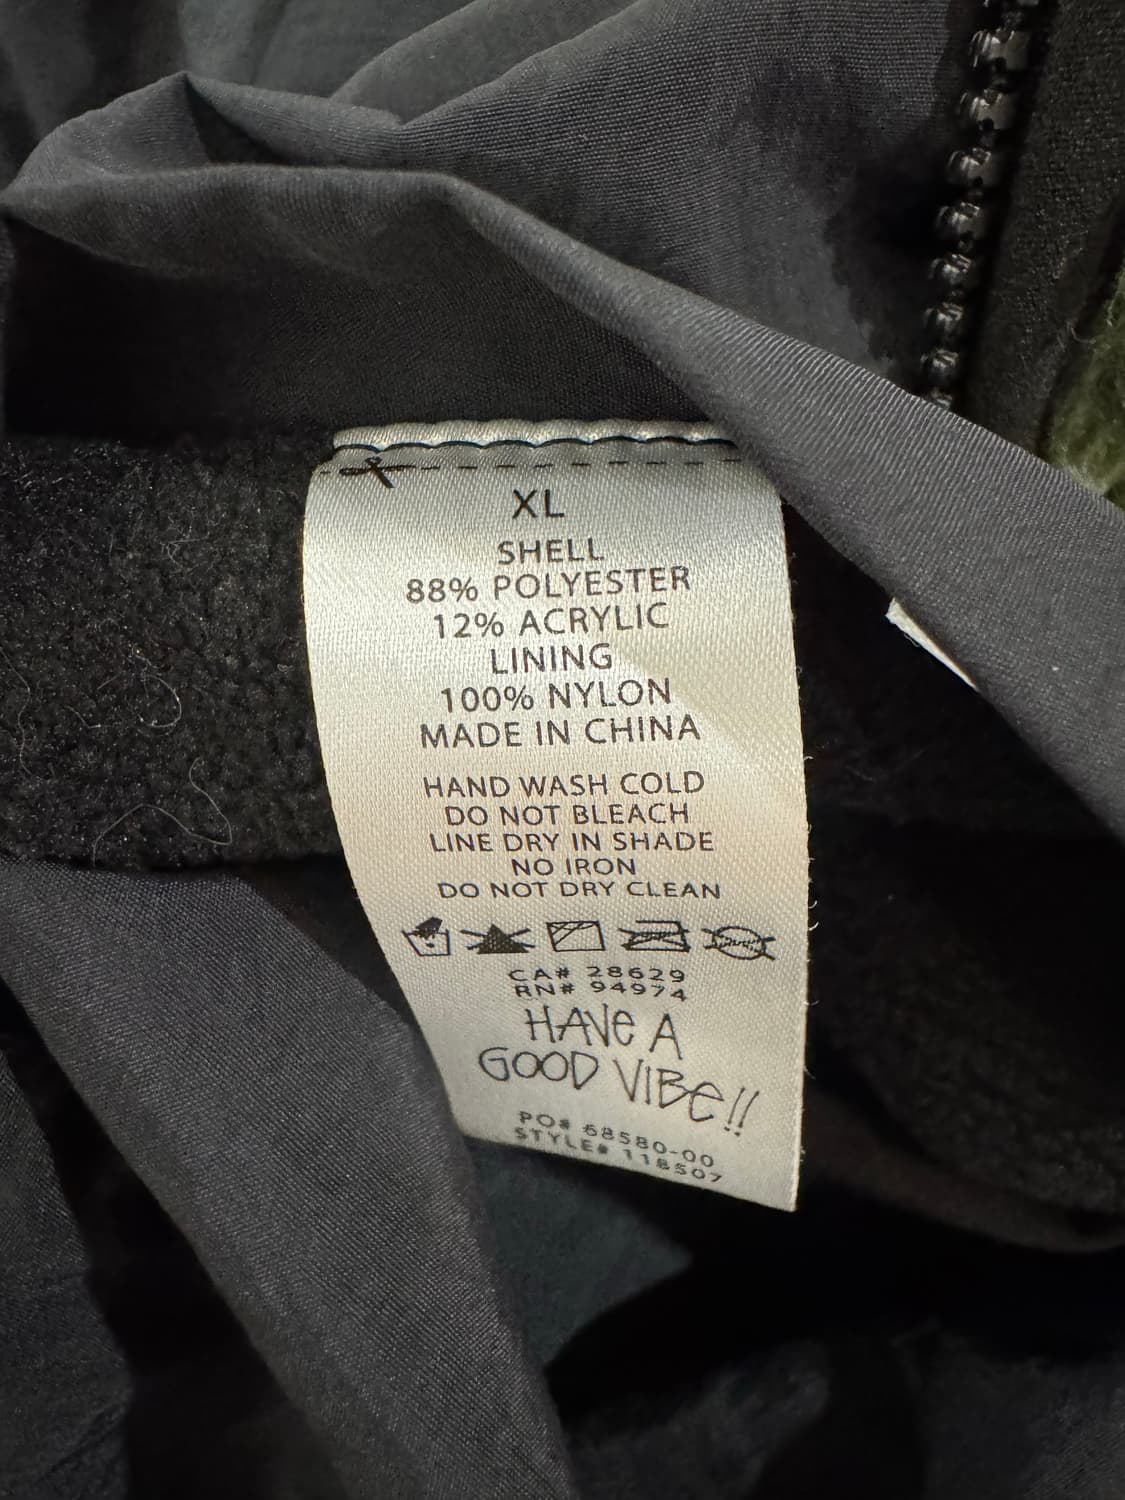 XL
SHELL
88% POLYESTER
12% ACRYLIC
LINING
100% NYLON
MADE IN CHINA
HAND WASH COLD
DO NOT BLEACH
LINE DRY IN SHADE
NO IRON
DO NOT DRY CLEAN
CA# 28629
RN# 94974
HAVE A
GOOD VIBE!!
PO# 68580-00
STYLE# 118507